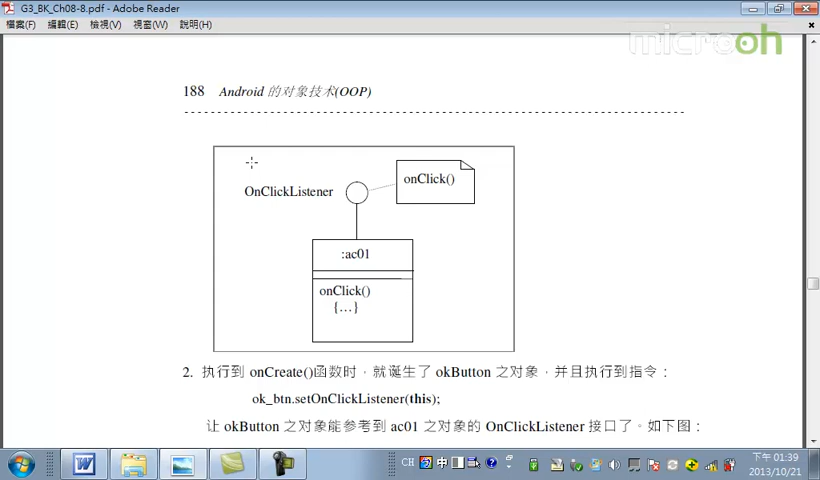 G3_BK_Ch08-8.pdf - Adobe Reader
檔案(F) 編輯(E) 檢視(V) 視窗(W) 說明(H)
microoh
188 Android 的对象技术(OOP)
OnClickListener
onClick()
:ac01
onClick()
{…}
2. 执行到 onCreate()函数时，就诞生了 okButton 之对象，并且执行到指令：
ok_btn.setOnClickListener(this);
让 okButton 之对象能参考到 ac01 之对象的 OnClickListener 接口了。如下图：
CH 中
下午 01:39
2013/10/21